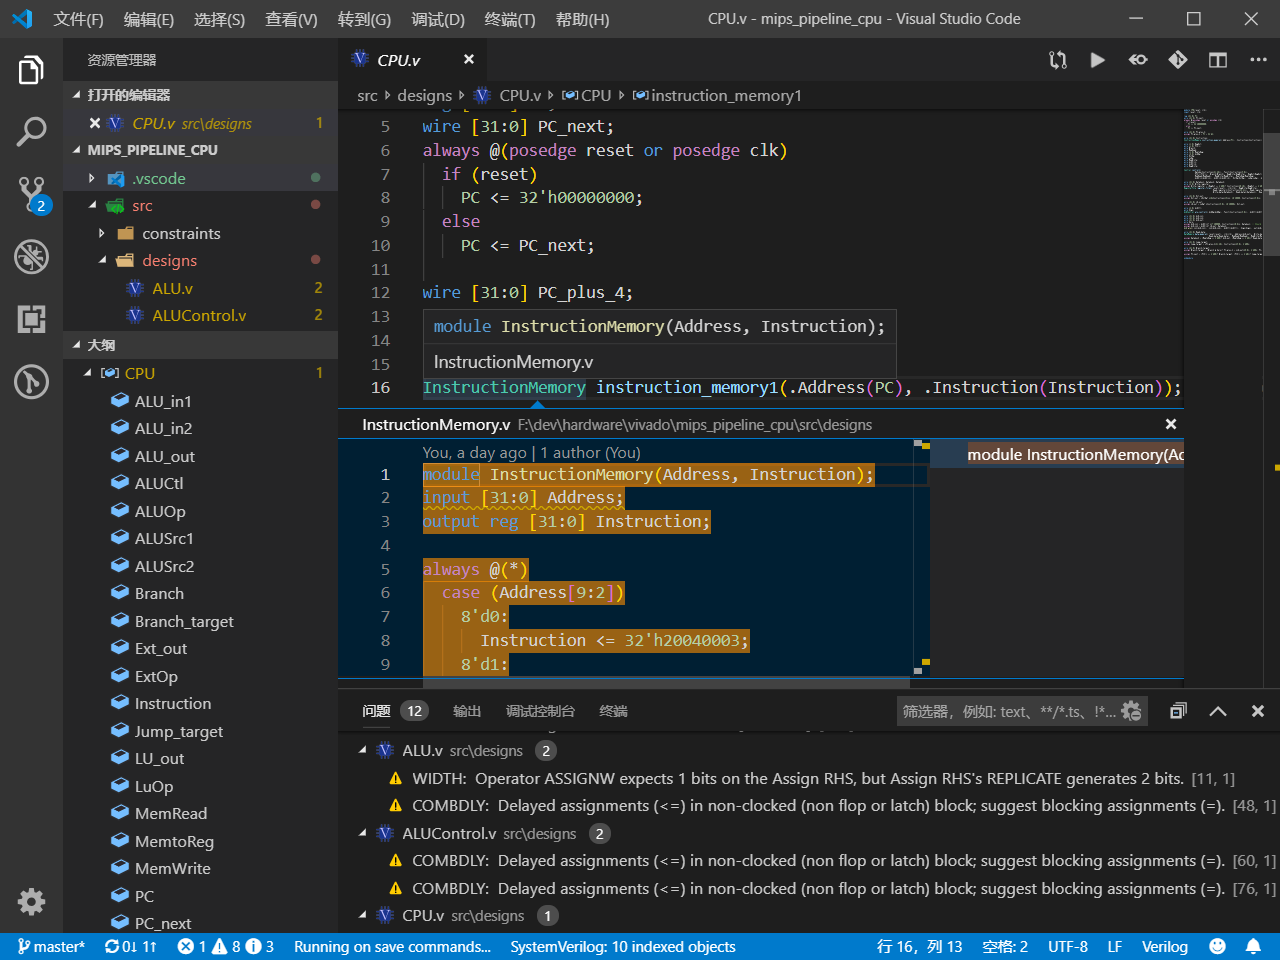 文件(F) 编辑(E) 选择(S) 查看(V) 转到(G) 调试(D) 终端(T) 帮助(H) CPU.v - mips_pipeline_cpu - Visual Studio Code
资源管理器
打开的编辑器
CPU.v src\designs 1
MIPS_PIPELINE_CPU
.vscode
src
constraints
designs
ALU.v 2
ALUControl.v 2
大纲
CPU 1
ALU_in1
ALU_in2
ALU_out
ALUCtl
ALUOp
ALUSrc1
ALUSrc2
Branch
Branch_target
Ext_out
ExtOp
Instruction
Jump_target
LU_out
LuOp
MemRead
MemtoReg
MemWrite
PC
PC_next
2
CPU.v
src designs CPU.v CPU instruction_memory1
5 wire [31:0] PC_next;
6 always @(posedge reset or posedge clk)
7 if (reset)
8 PC <= 32'h00000000;
9 else
10 PC <= PC_next;
11
12 wire [31:0] PC_plus_4;
13
module InstructionMemory(Address, Instruction);
14
15
InstructionMemory.v
16 InstructionMemory instruction_memory1(.Address(PC), .Instruction(Instruction));
InstructionMemory.v F:\dev\hardware\vivado\mips_pipeline_cpu\src\designs
You, a day ago | 1 author (You)
1 module InstructionMemory(Address, Instruction);
2 input [31:0] Address;
3 output reg [31:0] Instruction;
4
5 always @(*)
6 case (Address[9:2])
7 8'd0:
8 Instruction <= 32'h20040003;
9 8'd1:
module InstructionMemory(Ad
问题 12 输出 调试控制台 终端 筛选器，例如: text、**/*.ts、!*...
ALU.v src\designs 2
WIDTH: Operator ASSIGNW expects 1 bits on the Assign RHS, but Assign RHS's REPLICATE generates 2 bits. [11, 1]
COMBDLY: Delayed assignments (<=) in non-clocked (non flop or latch) block; suggest blocking assignments (=). [48, 1]
ALUControl.v src\designs 2
COMBDLY: Delayed assignments (<=) in non-clocked (non flop or latch) block; suggest blocking assignments (=). [60, 1]
COMBDLY: Delayed assignments (<=) in non-clocked (non flop or latch) block; suggest blocking assignments (=). [76, 1]
CPU.v src\designs 1
master* 0↓ 1↑ 1 8 3 Running on save commands... SystemVerilog: 10 indexed objects 行 16，列 13 空格: 2 UTF-8 LF Verilog